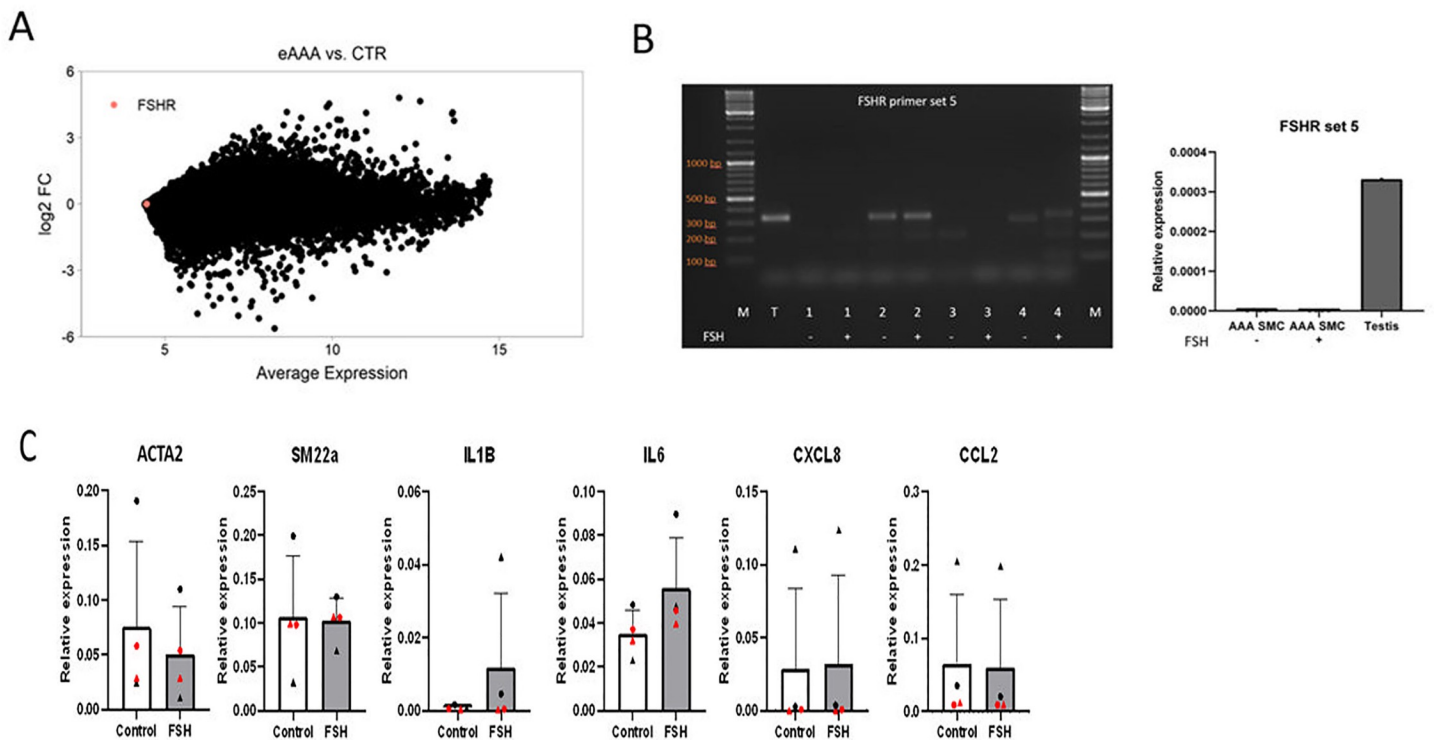 A
eAAA vs. CTR
6
3
0
-3
-6
log2 FC
FSHR
5 10 15
Average Expression
B
FSHR primer set 5
1000 bp
500 bp
300 bp
200 bp
100 bp
M T 1 1 2 2 3 3 4 4 M
FSH - + - + - + - +
FSHR set 5
0.0004
0.0003
0.0002
0.0001
0.0000
Relative expression
AAA SMC AAA SMC Testis
FSH - +
C
ACTA2
0.20
0.15
0.10
0.05
0.00
Relative expression
Control FSH
SM22a
0.25
0.20
0.15
0.10
0.05
0.00
Relative expression
Control FSH
IL1B
0.06
0.04
0.02
0.00
Relative expression
Control FSH
IL6
0.10
0.08
0.06
0.04
0.02
0.00
Relative expression
Control FSH
CXCL8
0.15
0.10
0.05
0.00
Relative expression
Control FSH
CCL2
0.3
0.2
0.1
0.0
Relative expression
Control FSH